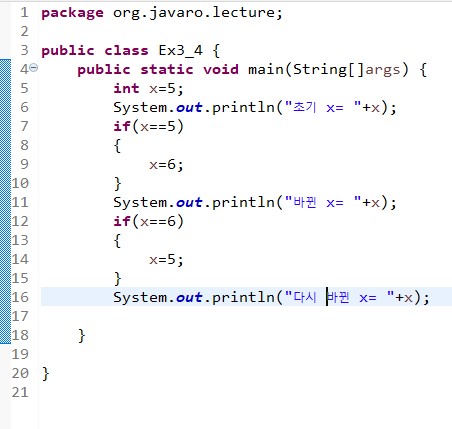 1 package org.javaro.lecture;
2
3 public class Ex3_4 {
4     public static void main(String[]args) {
5         int x=5;
6         System.out.println("초기 x= "+x);
7         if(x==5)
8         {
9             x=6;
10         }
11         System.out.println("바뀐 x= "+x);
12         if(x==6)
13         {
14             x=5;
15         }
16         System.out.println("다시 바뀐 x= "+x);
17
18     }
19
20 }
21